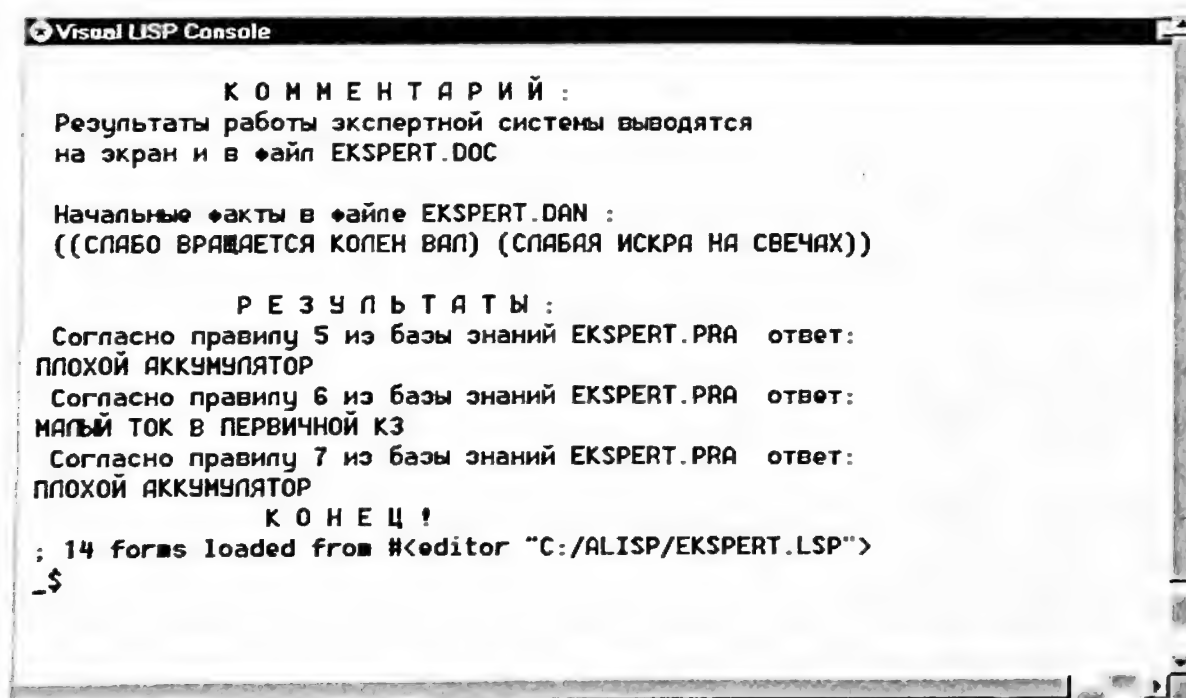 Visual LISP Console
К О М М Е Н Т А Р И Й :
Результаты работы экспертной системы выводятся
на экран и в файл EKSPERT.DOC
Начальные факты в файле EKSPERT.DAN :
((СЛАБО ВРАЩАЕТСЯ КОЛЕН ВАЛ) (СЛАБАЯ ИСКРА НА СВЕЧАХ))
Р Е З У Л Ь Т А Т Ы :
Согласно правилу 5 из базы знаний EKSPERT.PRA ответ:
ПЛОХОЙ АККУМУЛЯТОР
Согласно правилу 6 из базы знаний EKSPERT.PRA ответ:
МАЛЫЙ ТОК В ПЕРВИЧНОЙ КЗ
Согласно правилу 7 из базы знаний EKSPERT.PRA ответ:
ПЛОХОЙ АККУМУЛЯТОР
К О Н Е Ц !
; 14 forms loaded from #<editor "C:/ALISP/EKSPERT.LSP">
_$